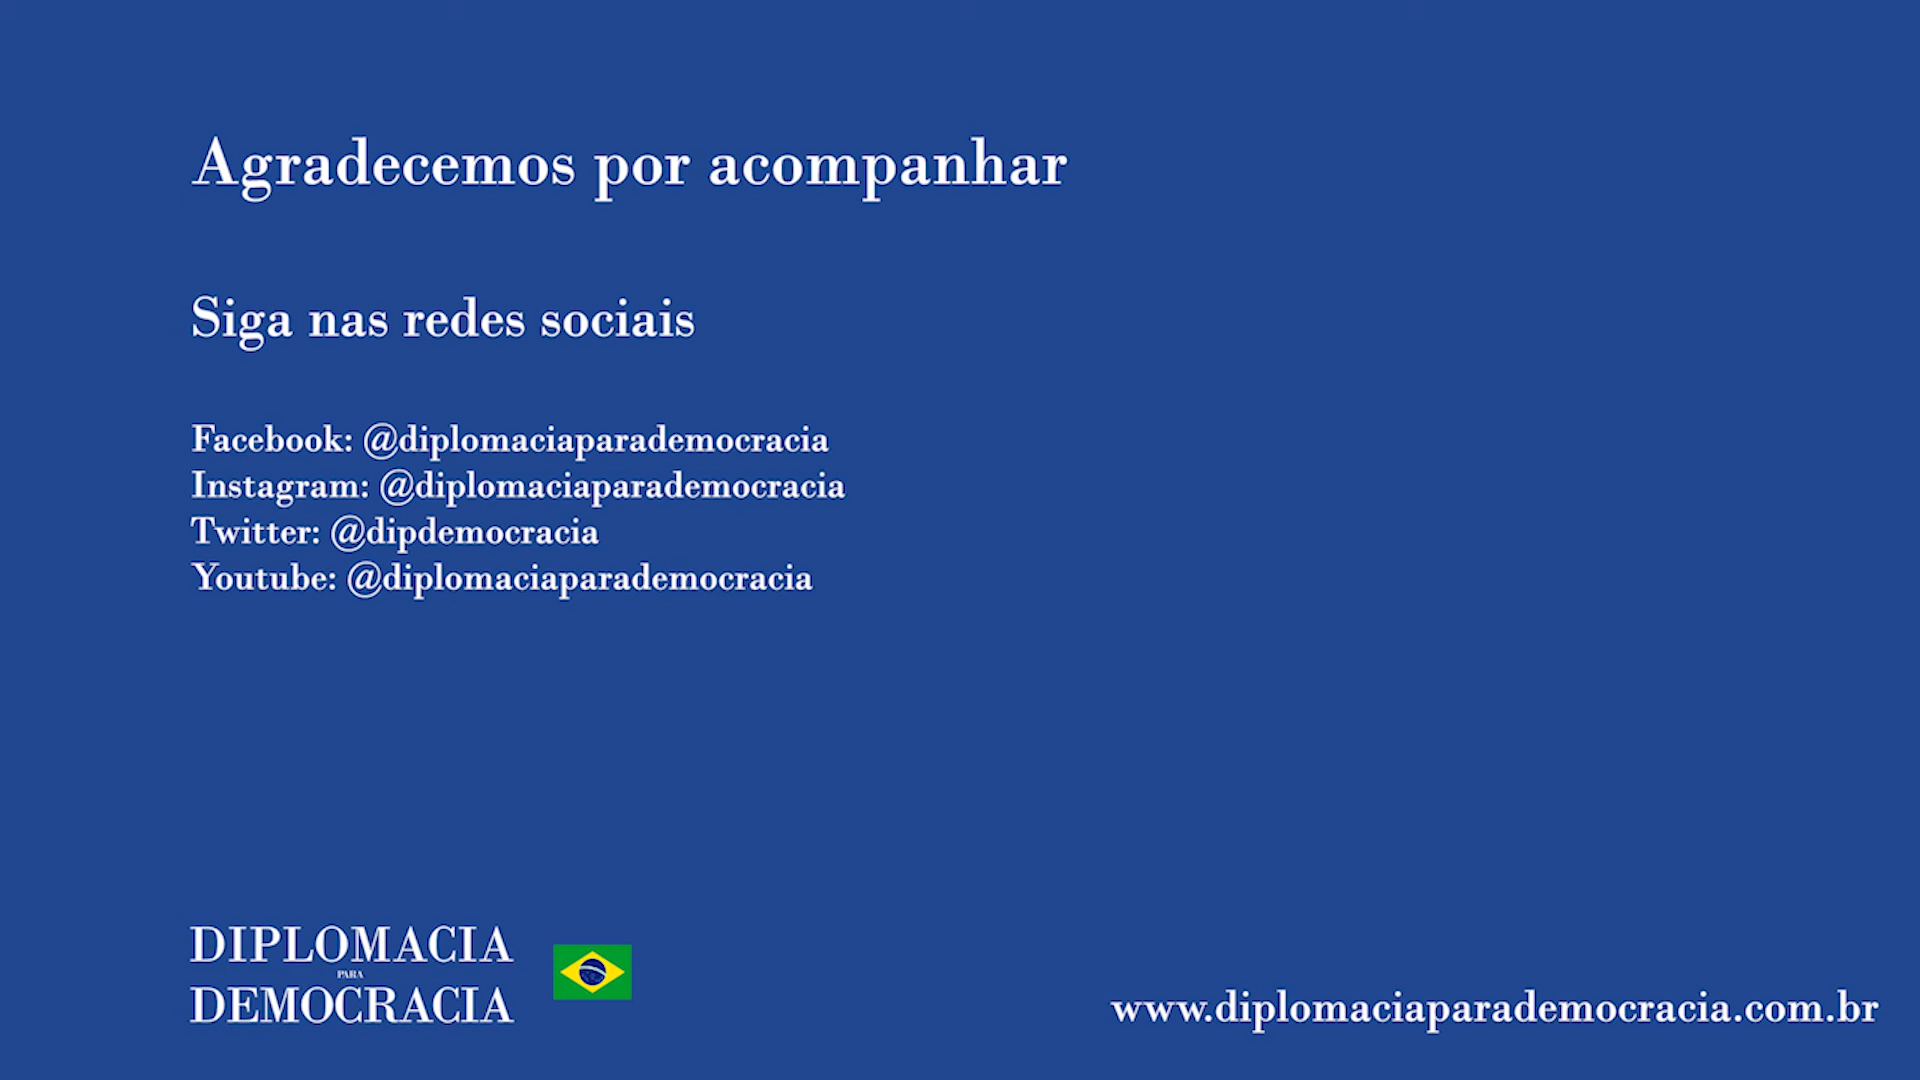 Agradecemos por acompanhar
Siga nas redes sociais
Facebook: @diplomaciaparademocracia
Instagram: @diplomaciaparademocracia
Twitter: @dipdemocracia
Youtube: @diplomaciaparademocracia
DIPLOMACIA
PARA
DEMOCRACIA
www.diplomaciaparademocracia.com.br